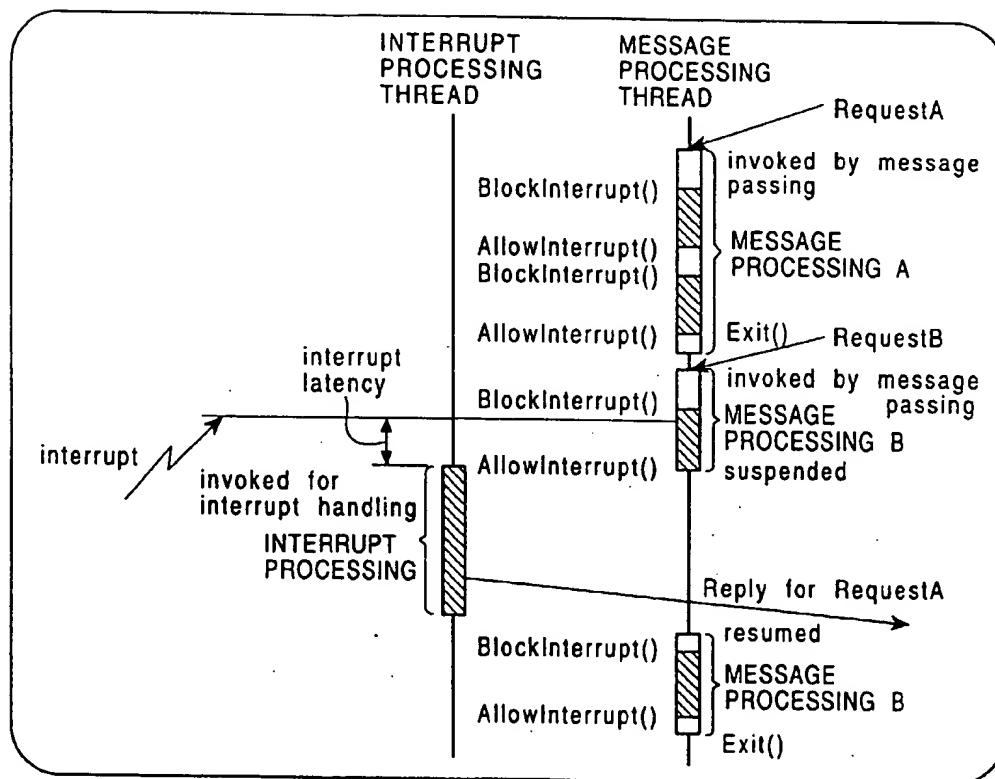 INTERRUPT
PROCESSING
THREAD
MESSAGE
PROCESSING
THREAD
RequestA
invoked by message
passing
BlockInterrupt()
AllowInterrupt()
BlockInterrupt()
MESSAGE
PROCESSING A
AllowInterrupt()
Exit()
RequestB
interrupt
latency
invoked by message
passing
BlockInterrupt()
MESSAGE
PROCESSING B
suspended
interrupt
AllowInterrupt()
invoked for
interrupt handling
INTERRUPT
PROCESSING
Reply for RequestA
resumed
BlockInterrupt()
MESSAGE
PROCESSING B
AllowInterrupt()
Exit()